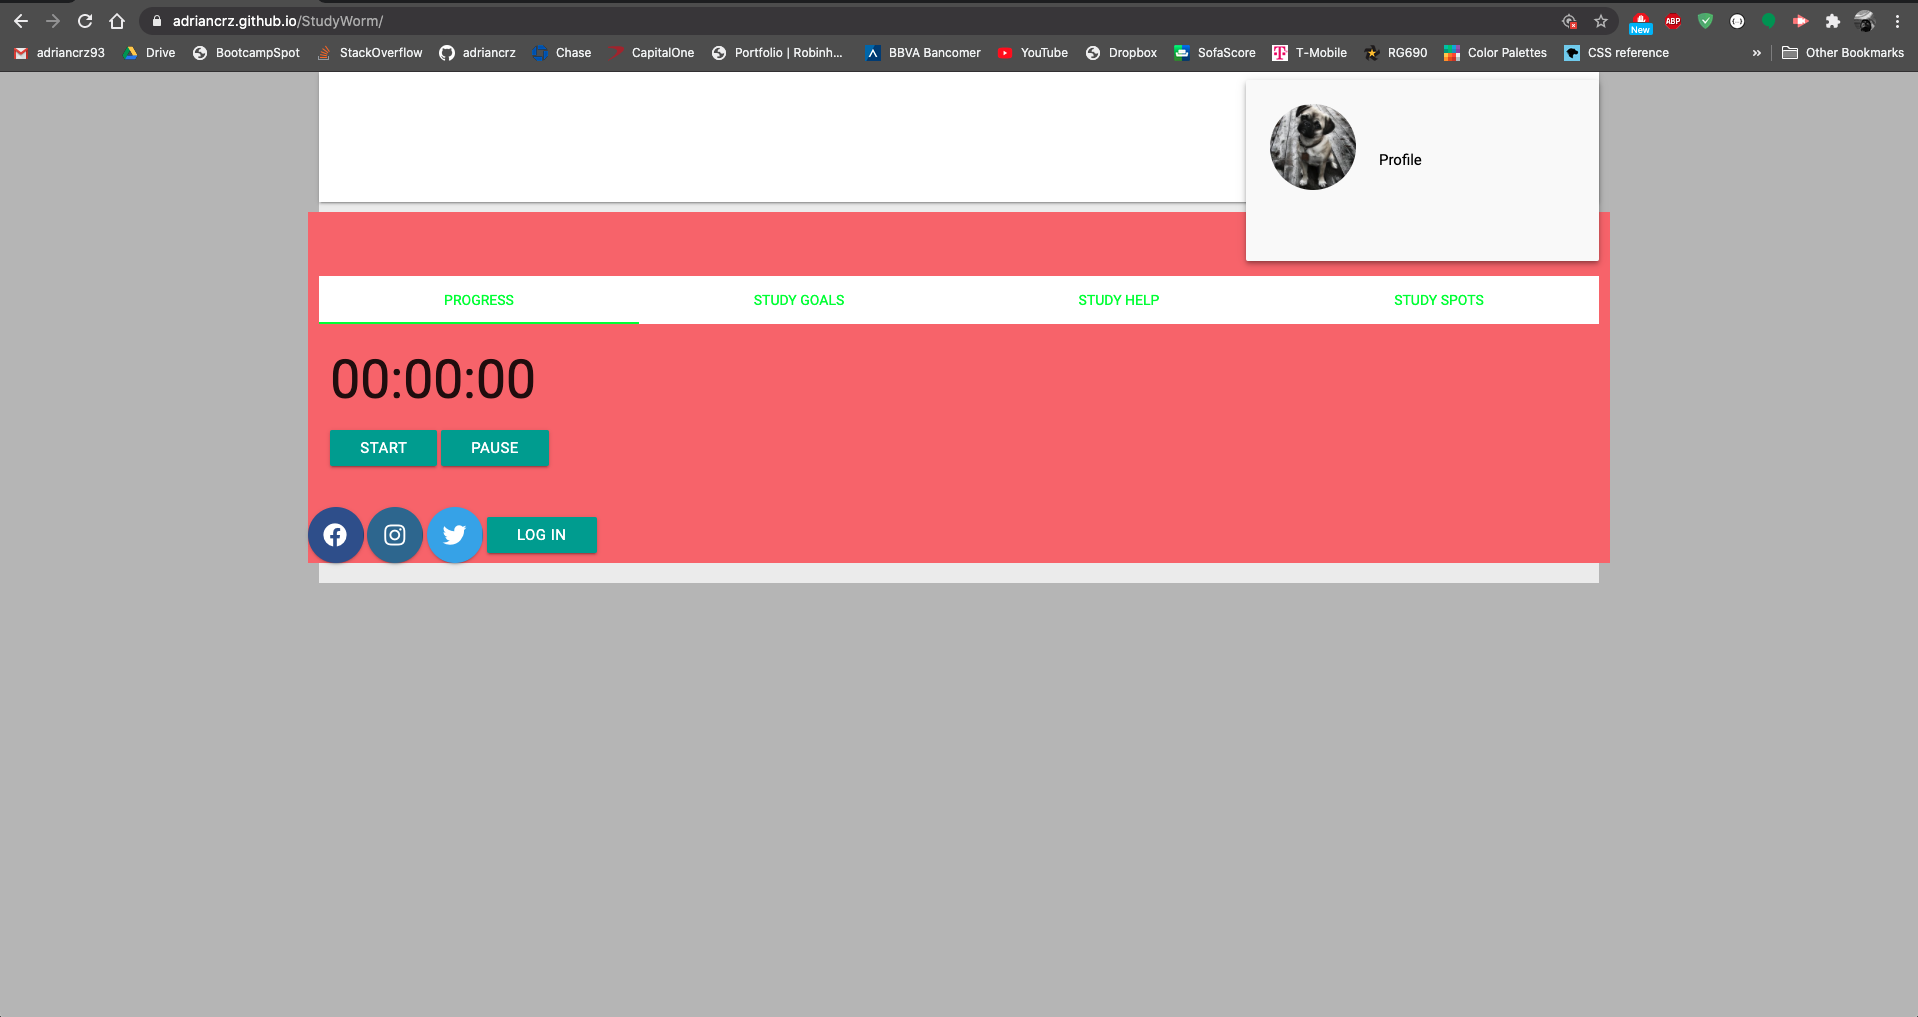 adriancrz.github.io/StudyWorm/
New
ABP
adriancrz93 Drive BootcampSpot StackOverflow adriancrz Chase CapitalOne Portfolio | Robinh... BBVA Bancomer YouTube Dropbox SofaScore T-Mobile RG690 Color Palettes CSS reference » Other Bookmarks
Profile
PROGRESS STUDY GOALS STUDY HELP STUDY SPOTS
00:00:00
START PAUSE
LOG IN